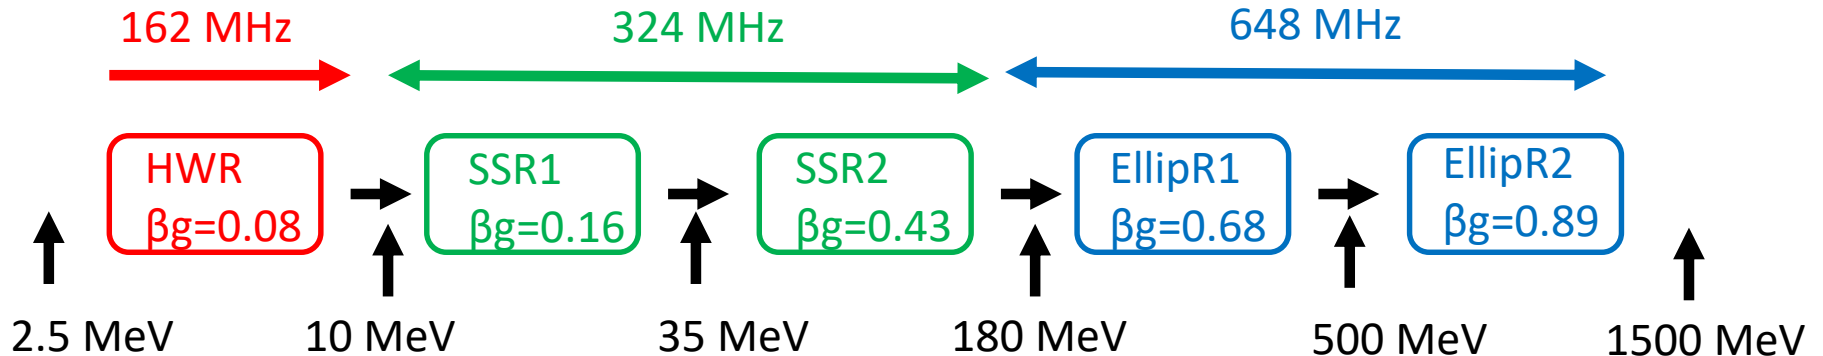 162 MHz
324 MHz
648 MHz
HWR
βg=0.08
SSR1
βg=0.16
SSR2
βg=0.43
EllipR1
βg=0.68
EllipR2
βg=0.89
2.5 MeV
10 MeV
35 MeV
180 MeV
500 MeV
1500 MeV